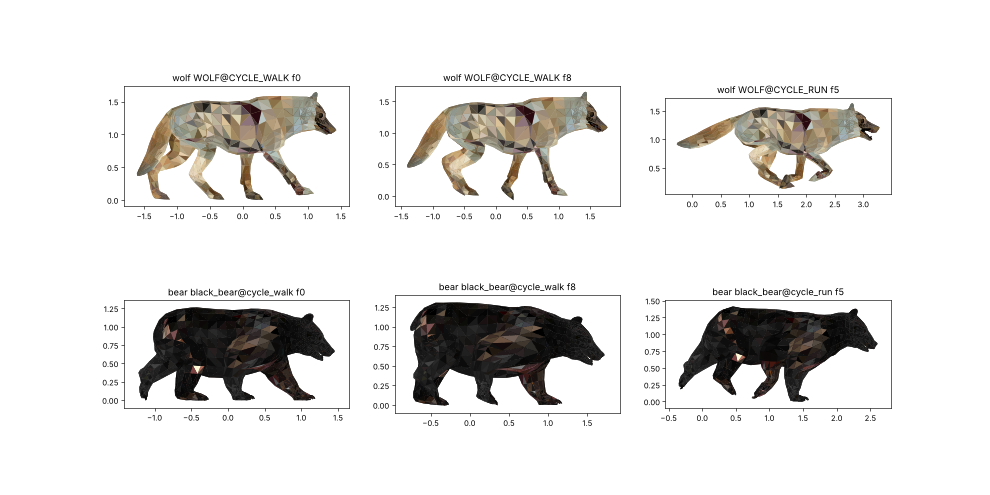 wolf WOLF@CYCLE_WALK f0
1.5
1.0
0.5
0.0
−1.5 −1.0 −0.5 0.0 0.5 1.0 1.5
wolf WOLF@CYCLE_WALK f8
1.5
1.0
0.5
0.0
−1.5 −1.0 −0.5 0.0 0.5 1.0 1.5
wolf WOLF@CYCLE_RUN f5
1.5
1.0
0.5
0.0 0.5 1.0 1.5 2.0 2.5 3.0
bear black_bear@cycle_walk f0
1.25
1.00
0.75
0.50
0.25
0.00
−1.0 −0.5 0.0 0.5 1.0 1.5
bear black_bear@cycle_walk f8
1.25
1.00
0.75
0.50
0.25
0.00
−0.5 0.0 0.5 1.0 1.5
bear black_bear@cycle_run f5
1.50
1.25
1.00
0.75
0.50
0.25
0.00
−0.5 0.0 0.5 1.0 1.5 2.0 2.5